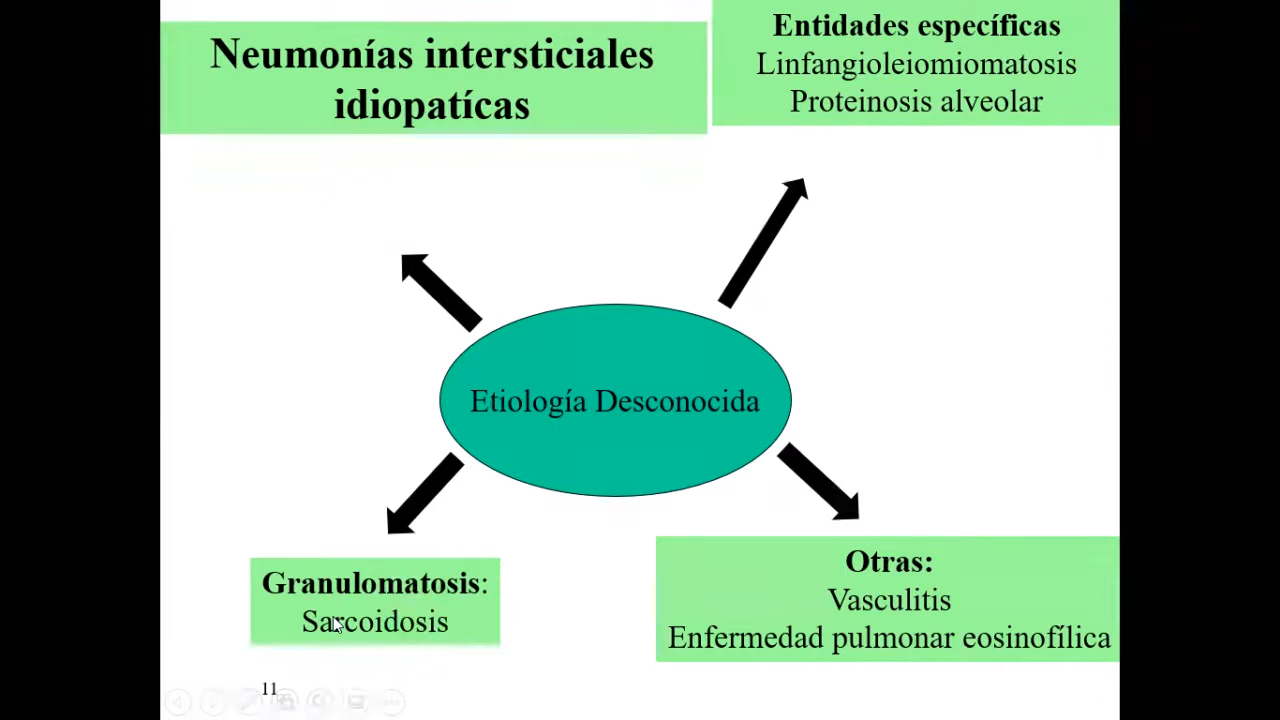 Neumonías intersticiales
idiopatícas
Entidades específicas
Linfangioleiomiomatosis
Proteinosis alveolar
Etiología Desconocida
Granulomatosis:
Sarcoidosis
Otras:
Vasculitis
Enfermedad pulmonar eosinofílica
11